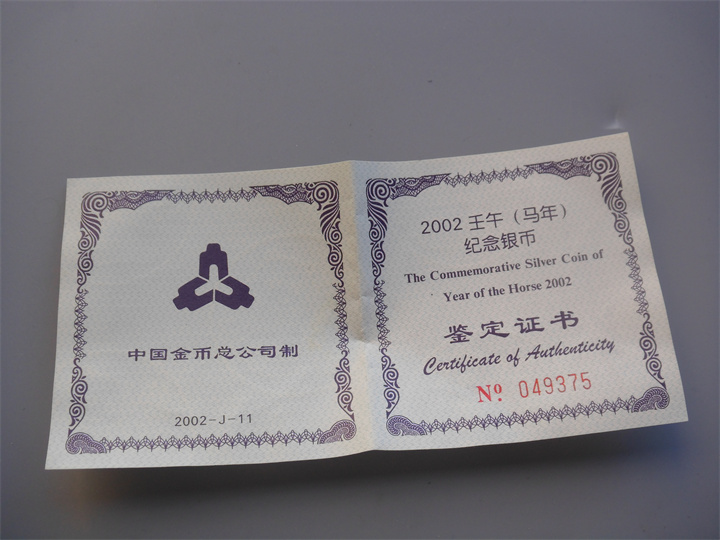 中国金币总公司制
2002-J-11
2002 壬午（马年）
纪念银币
The Commemorative Silver Coin of
Year of the Horse 2002
鉴定证书
Certificate of Authenticity
Nº 049375